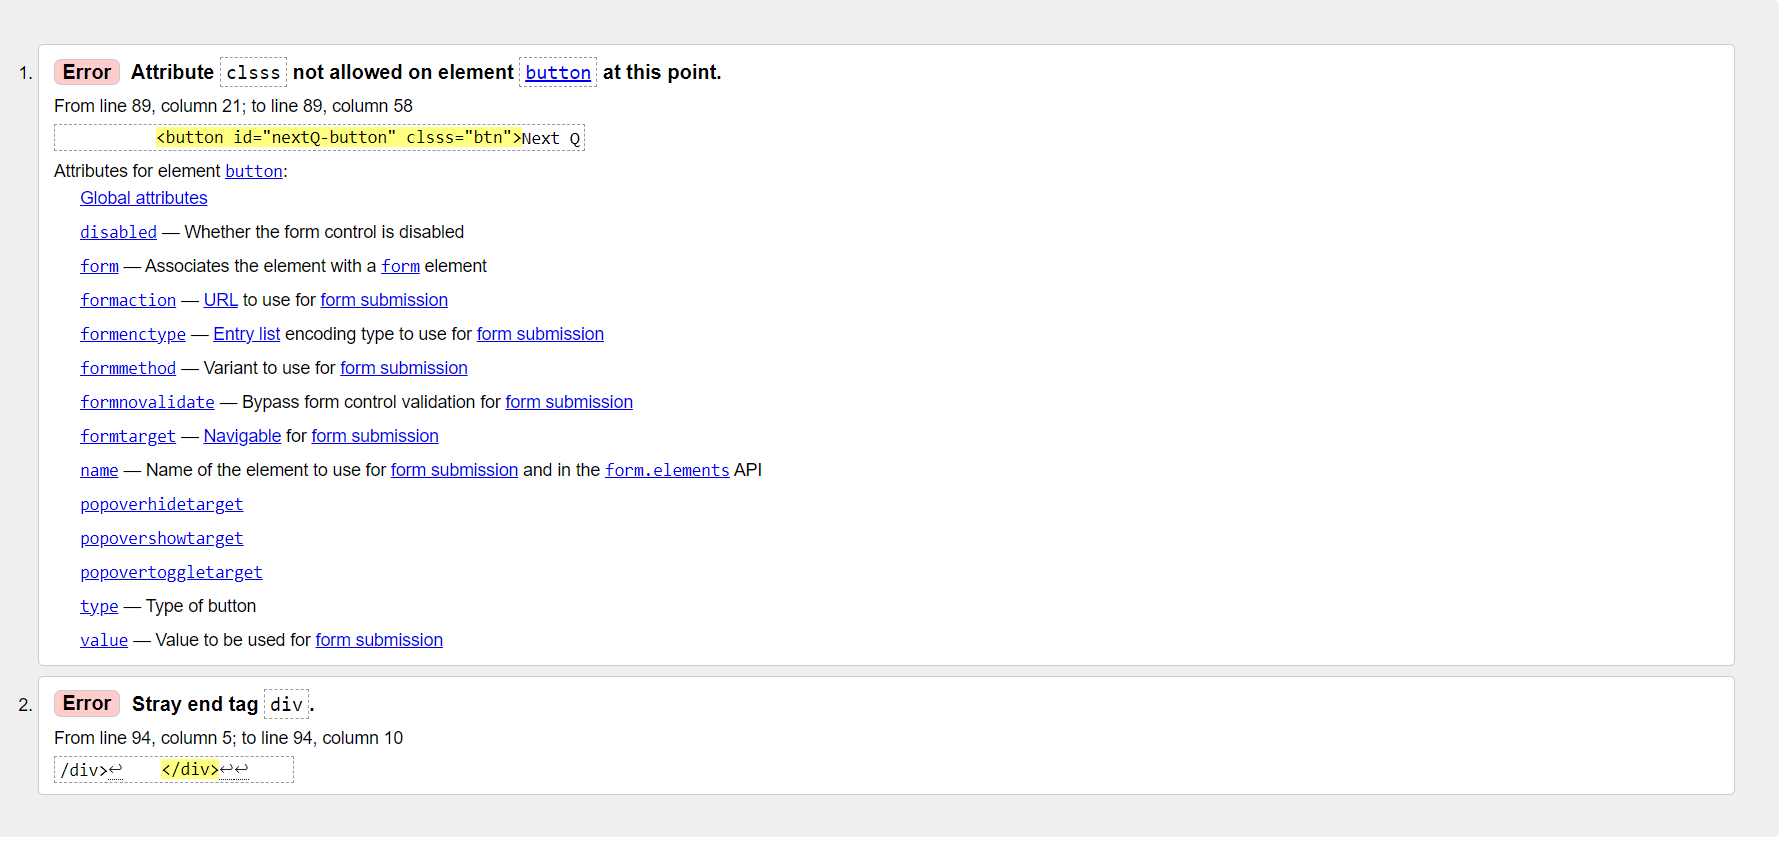 1. Error Attribute clsss not allowed on element button at this point.
From line 89, column 21; to line 89, column 58
<button id="nextQ-button" clsss="btn">Next Q
Attributes for element button:
Global attributes
disabled — Whether the form control is disabled
form — Associates the element with a form element
formaction — URL to use for form submission
formenctype — Entry list encoding type to use for form submission
formmethod — Variant to use for form submission
formnovalidate — Bypass form control validation for form submission
formtarget — Navigable for form submission
name — Name of the element to use for form submission and in the form.elements API
popoverhidetarget
popovershowtarget
popovertoggletarget
type — Type of button
value — Value to be used for form submission
2. Error Stray end tag div.
From line 94, column 5; to line 94, column 10
/div>↩ </div>↩↩